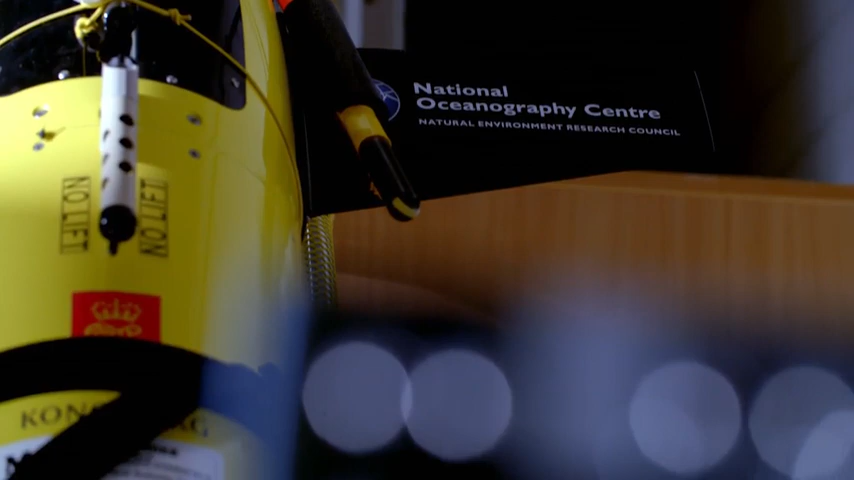 National
Oceanography Centre
NATURAL ENVIRONMENT RESEARCH COUNCIL
NO LIFT
NO LIFT